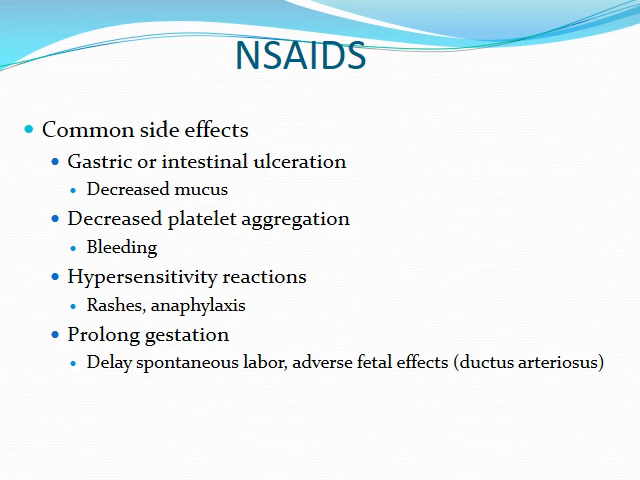 NSAIDS
Common side effects
Gastric or intestinal ulceration
Decreased mucus
Decreased platelet aggregation
Bleeding
Hypersensitivity reactions
Rashes, anaphylaxis
Prolong gestation
Delay spontaneous labor, adverse fetal effects (ductus arteriosus)